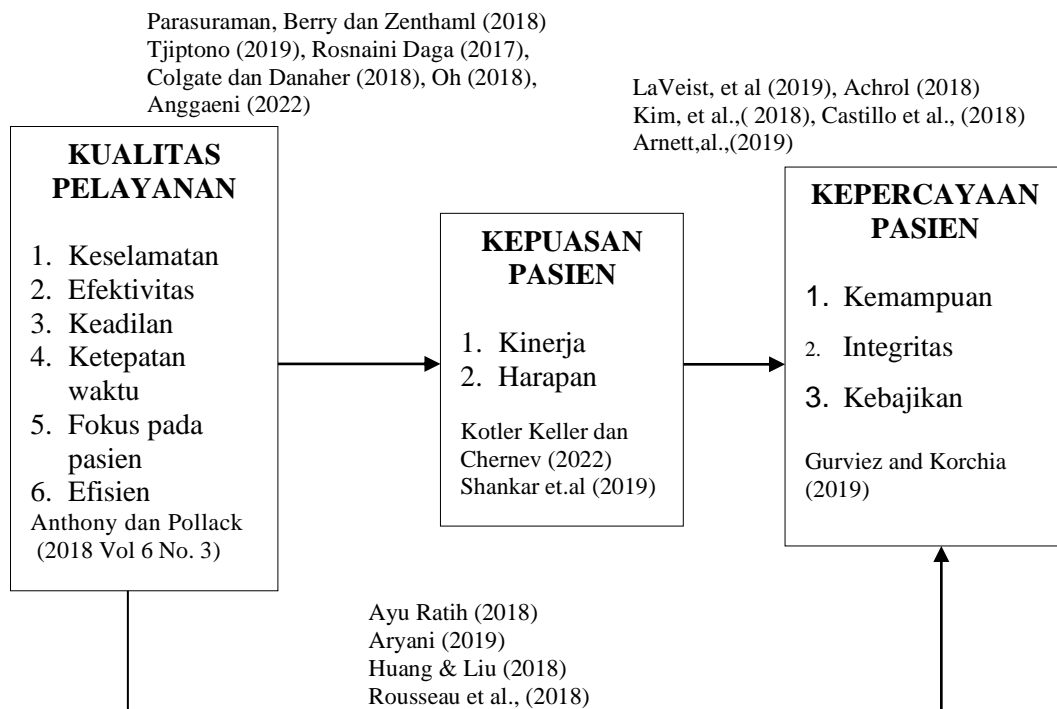 Parasuraman, Berry dan Zenthaml (2018)
Tjiptono (2019), Rosnaini Daga (2017),
Colgate dan Danaher (2018), Oh (2018),
Anggaeni (2022)
LaVeist, et al (2019), Achrol (2018)
Kim, et al.,( 2018), Castillo et al., (2018)
Arnett,al.,(2019)
KUALITAS
PELAYANAN
1. Keselamatan
2. Efektivitas
3. Keadilan
4. Ketepatan
waktu
5. Fokus pada
pasien
6. Efisien
Anthony dan Pollack
(2018 Vol 6 No. 3)
KEPUASAN
PASIEN
1. Kinerja
2. Harapan
Kotler Keller dan
Chernev (2022)
Shankar et.al (2019)
KEPERCAYAAN
PASIEN
1. Kemampuan
2. Integritas
3. Kebajikan
Gurviez and Korchia
(2019)
Ayu Ratih (2018)
Aryani (2019)
Huang & Liu (2018)
Rousseau et al., (2018)